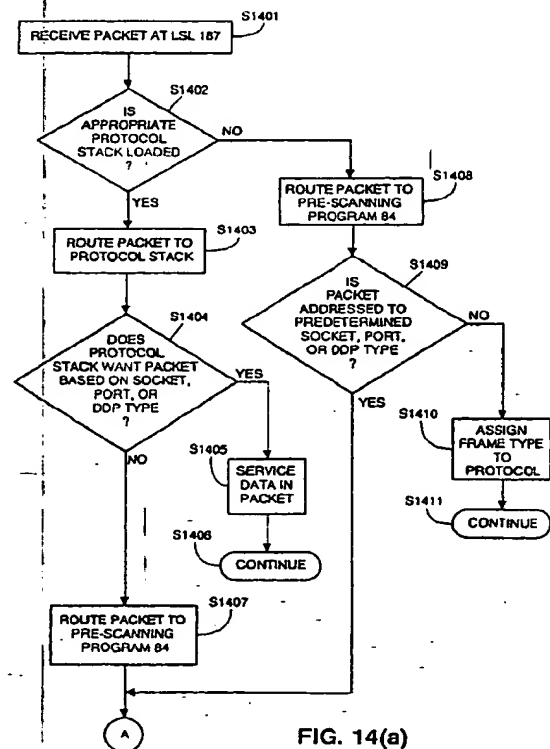 S1401
RECEIVE PACKET AT LSL 187
S1402
IS
APPROPRIATE
PROTOCOL
STACK LOADED
?
NO
YES
S1403
ROUTE PACKET TO
PROTOCOL STACK
S1408
ROUTE PACKET TO
PRE-SCANNING
PROGRAM 84
S1404
DOES
PROTOCOL
STACK WANT PACKET
BASED ON SOCKET,
PORT, OR
DDP TYPE
?
YES
NO
S1409
IS
PACKET
ADDRESSED TO
PREDETERMINED
SOCKET, PORT,
OR DDP TYPE
?
NO
YES
S1405
SERVICE
DATA IN
PACKET
S1406
CONTINUE
S1410
ASSIGN
FRAME TYPE
TO
PROTOCOL
S1411
CONTINUE
S1407
ROUTE PACKET TO
PRE-SCANNING
PROGRAM 84
A
FIG. 14(a)